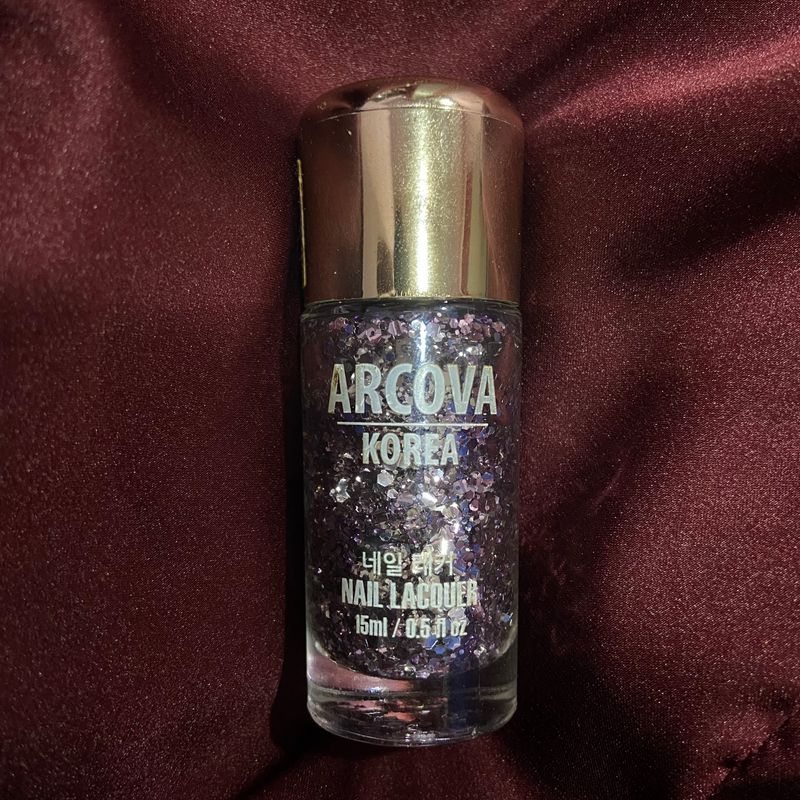 ARCOVA
KOREA
네일 래커
NAIL LACQUER
15ml / 0.5 fl oz